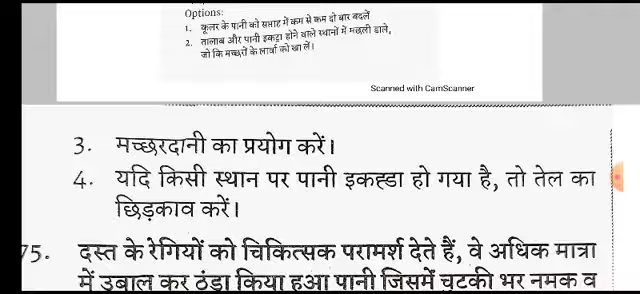 Options:
1. कूलर के पानी को सप्ताह में कम से कम दो बार बदलें
2. तालाब और पानी इकट्ठा होने वाले स्थानों में मछली डाले,
जो कि मच्छरों के लार्वा को खा लें।
Scanned with CamScanner
3. मच्छरदानी का प्रयोग करें।
4. यदि किसी स्थान पर पानी इकह्डा हो गया है, तो तेल का
छिड़काव करें।
75. दस्त के रेगियों को चिकित्सक परामर्श देते हैं, वे अधिक मात्रा
में उबाल कर ठंडा किया हुआ पानी जिसमें चुटकी भर नमक व